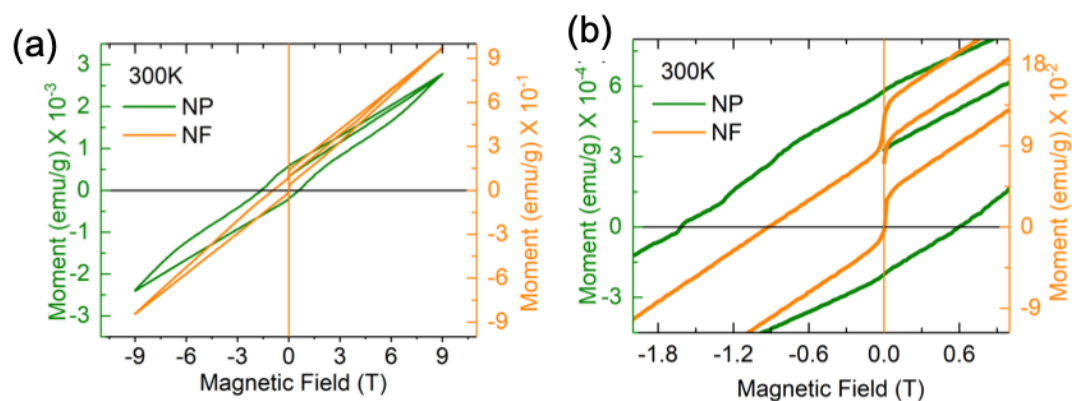 (a)
Moment (emu/g) X 10-3
3
2
1
0
-1
-2
-3
300K
NP
NF
9
6
3
0
-3
-6
-9
Moment (emu/g) X 10-1
-9 -6 -3 0 3 6 9
Magnetic Field (T)
(b)
Moment (emu/g) X 10-4
6
3
0
-3
300K
NP
NF
18
9
0
-9
Moment (emu/g) X 10-2
-1.8 -1.2 -0.6 0.0 0.6
Magnetic Field (T)